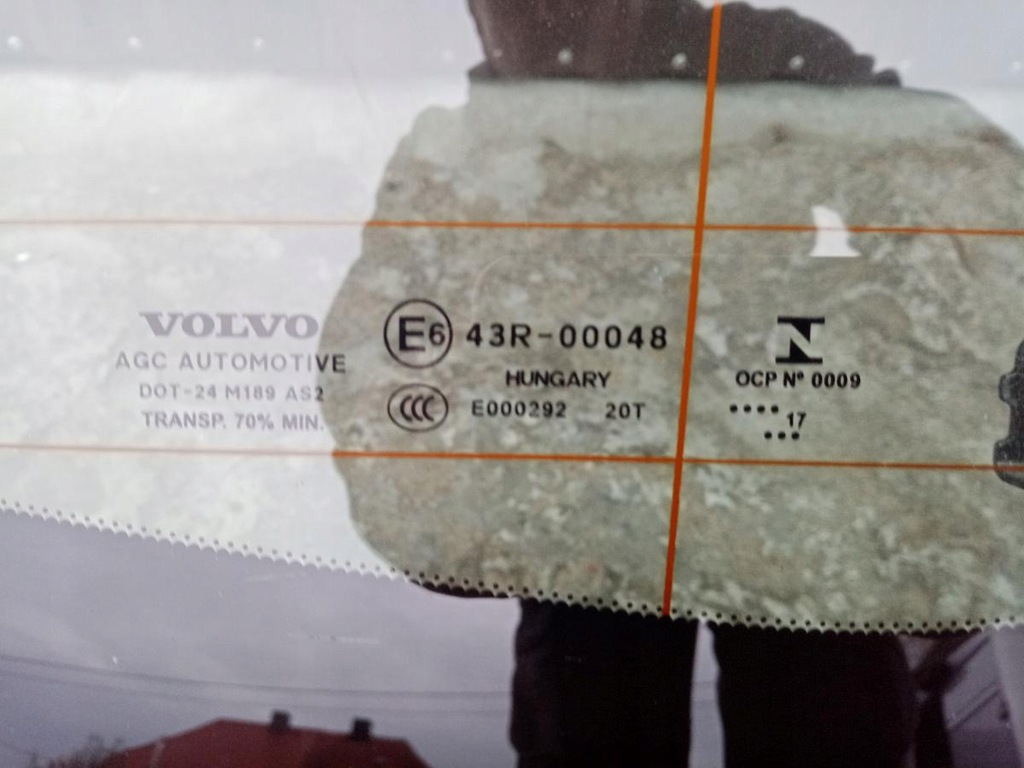 VOLVO
AGC AUTOMOTIVE
DOT-24 M189 AS2
TRANSP. 70% MIN.
E6 43R-00048
HUNGARY
CCC E000292 20T
N
OCP Nº 0009
.... 17
...